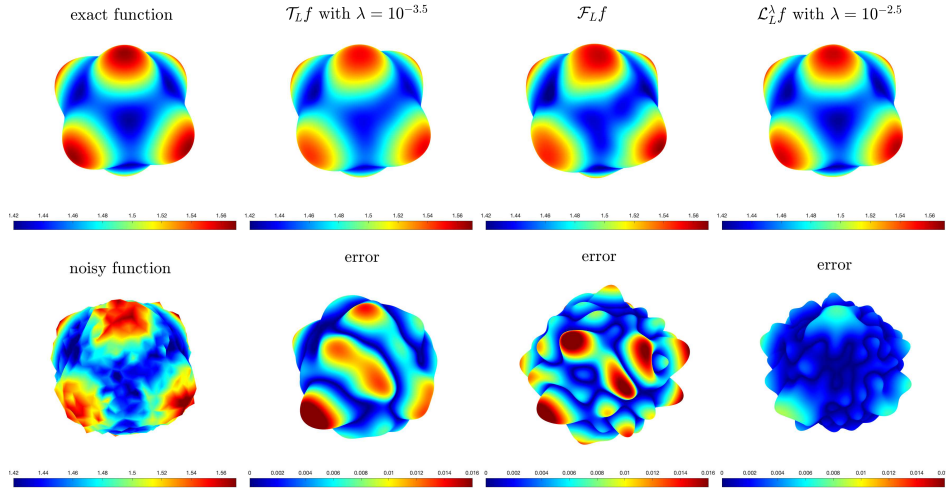 exact function
𝒯_L f with λ = 10^{-3.5}
ℱ_L f
ℒ_L^λ f with λ = 10^{-2.5}
1.42 1.44 1.46 1.48 1.5 1.52 1.54 1.56
1.42 1.44 1.46 1.48 1.5 1.52 1.54 1.56
1.42 1.44 1.46 1.48 1.5 1.52 1.54 1.56
1.42 1.44 1.46 1.48 1.5 1.52 1.54 1.56
noisy function
error
error
error
1.42 1.44 1.46 1.48 1.5 1.52 1.54 1.56
0 0.002 0.004 0.006 0.008 0.01 0.012 0.014 0.016
0 0.002 0.004 0.006 0.008 0.01 0.012 0.014 0.016
0 0.002 0.004 0.006 0.008 0.01 0.012 0.014 0.0